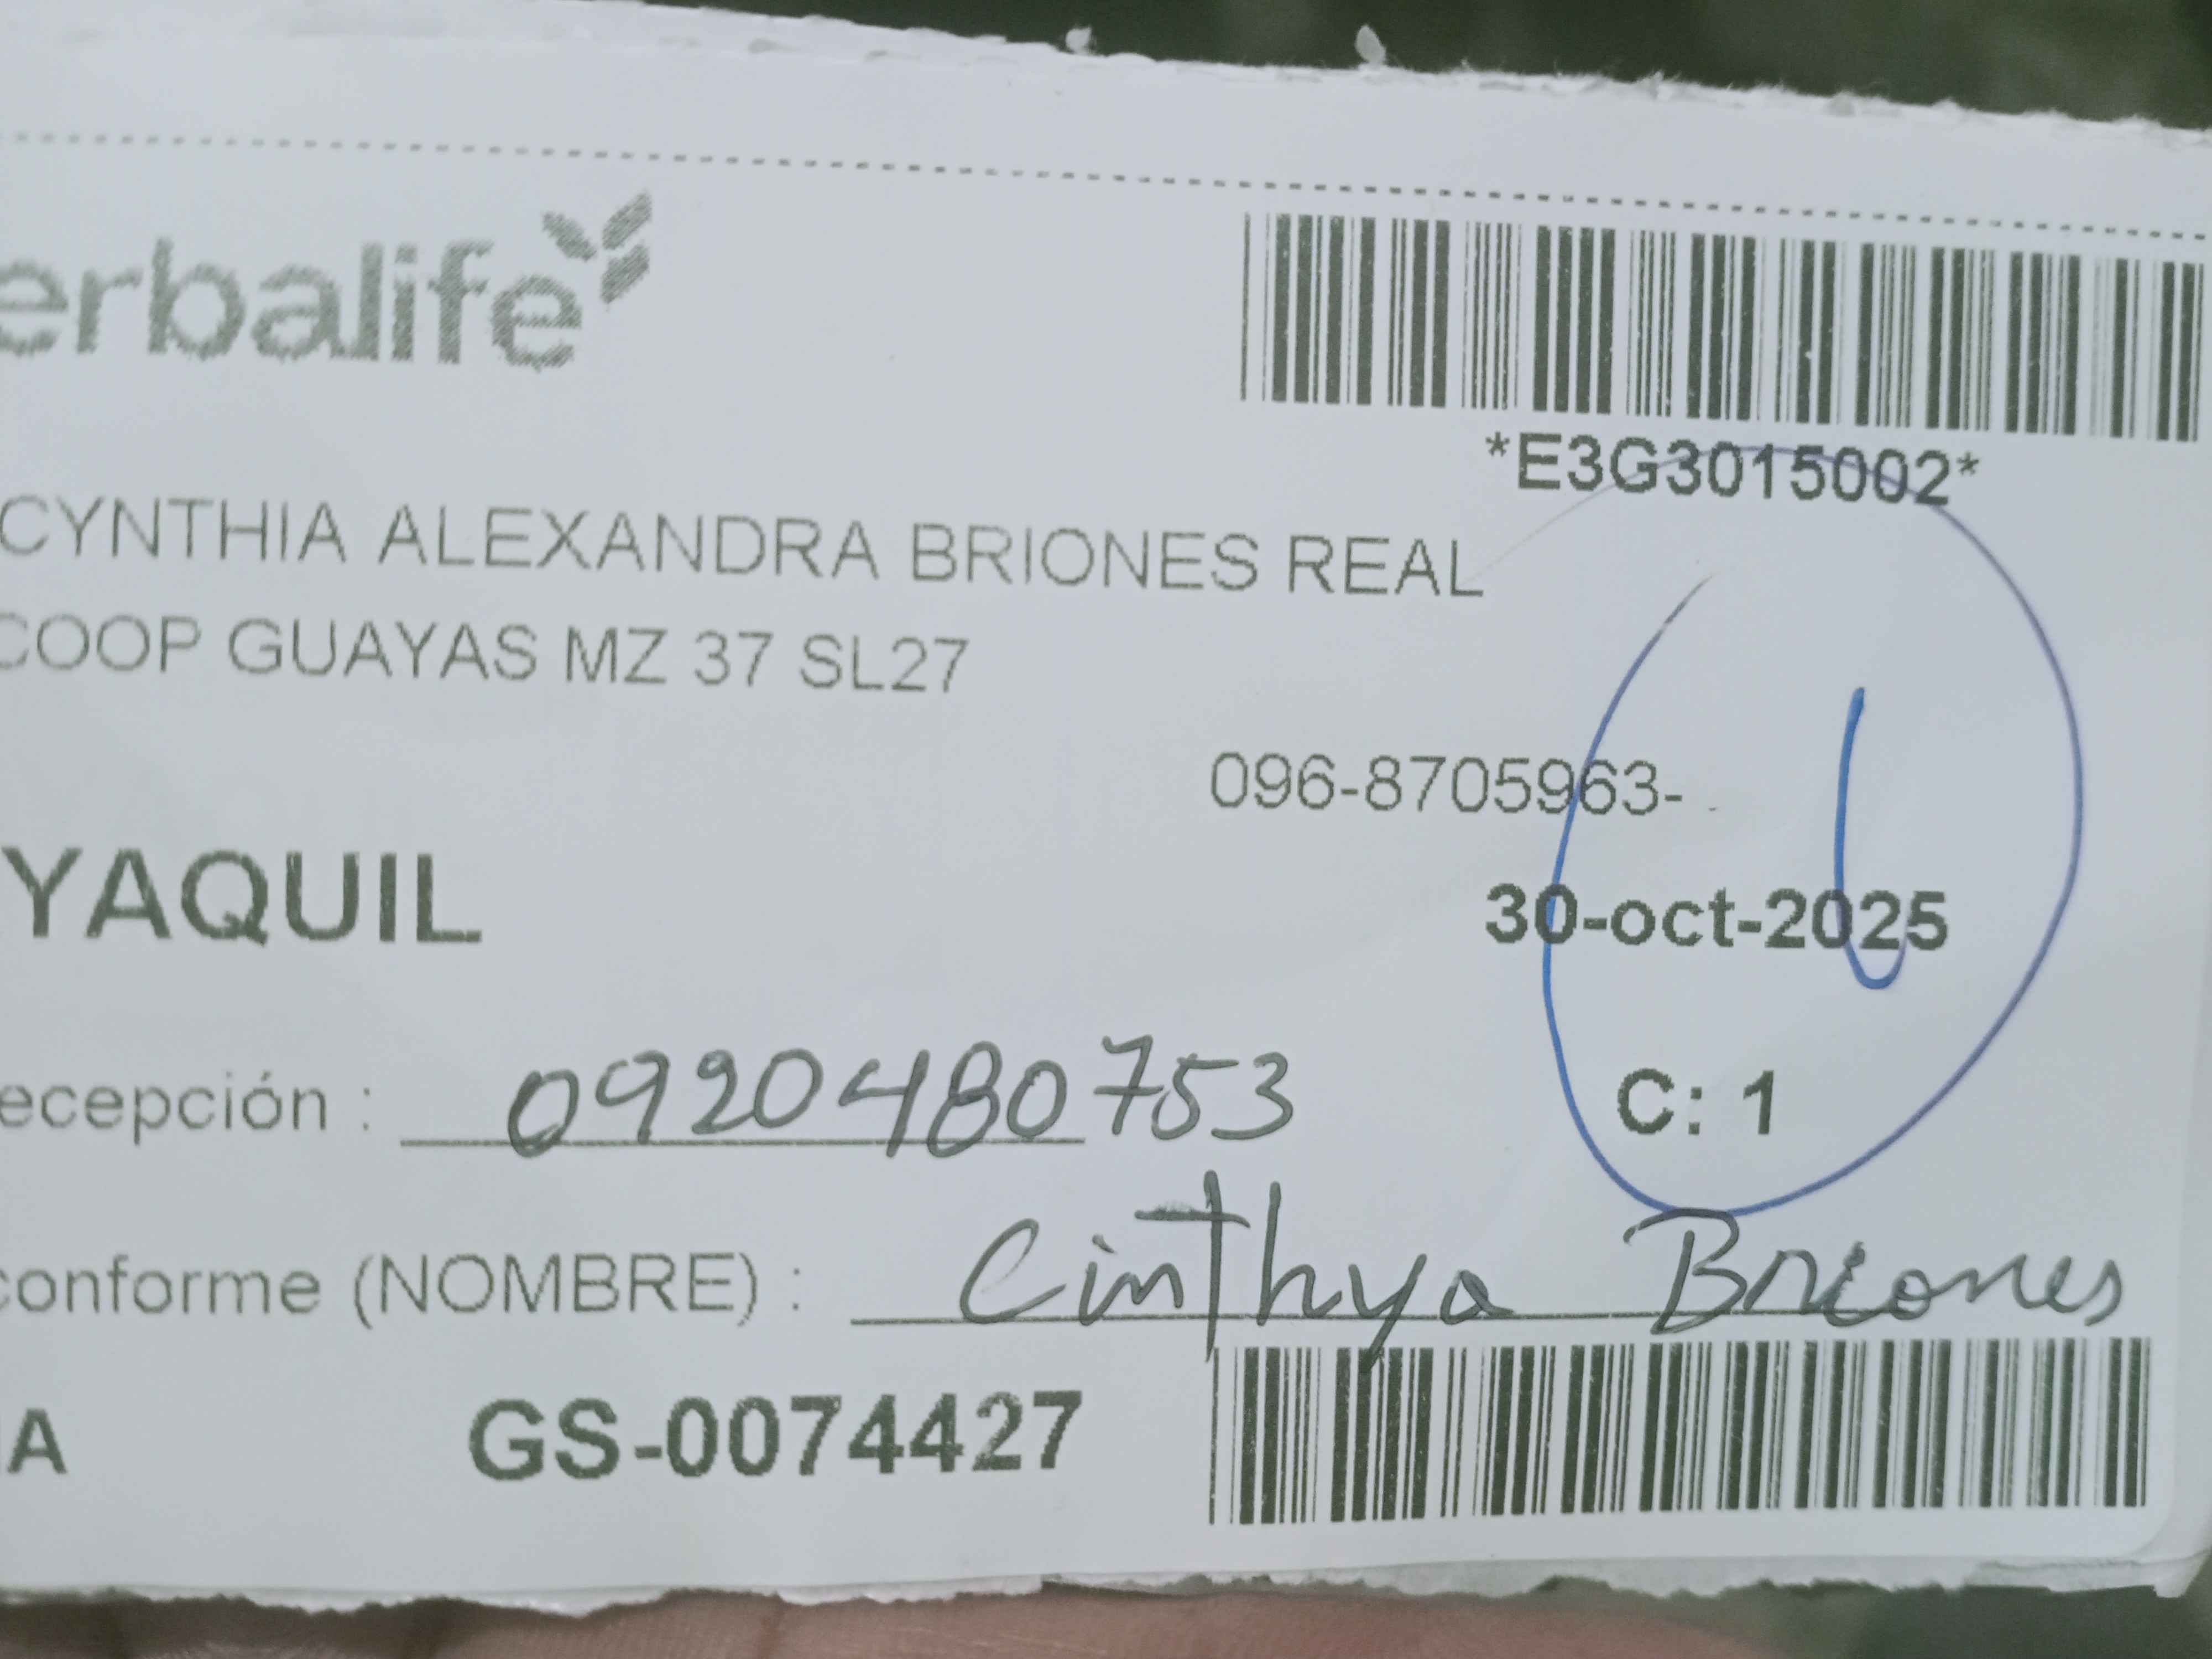 erbalife
*E3G3015002*
CYNTHIA ALEXANDRA BRIONES REAL
COOP GUAYAS MZ 37 SL27
096-8705963-
YAQUIL
30-oct-2025
ecepción : 0920480753
C: 1
conforme (NOMBRE) : Cinthya Briones
IA GS-0074427